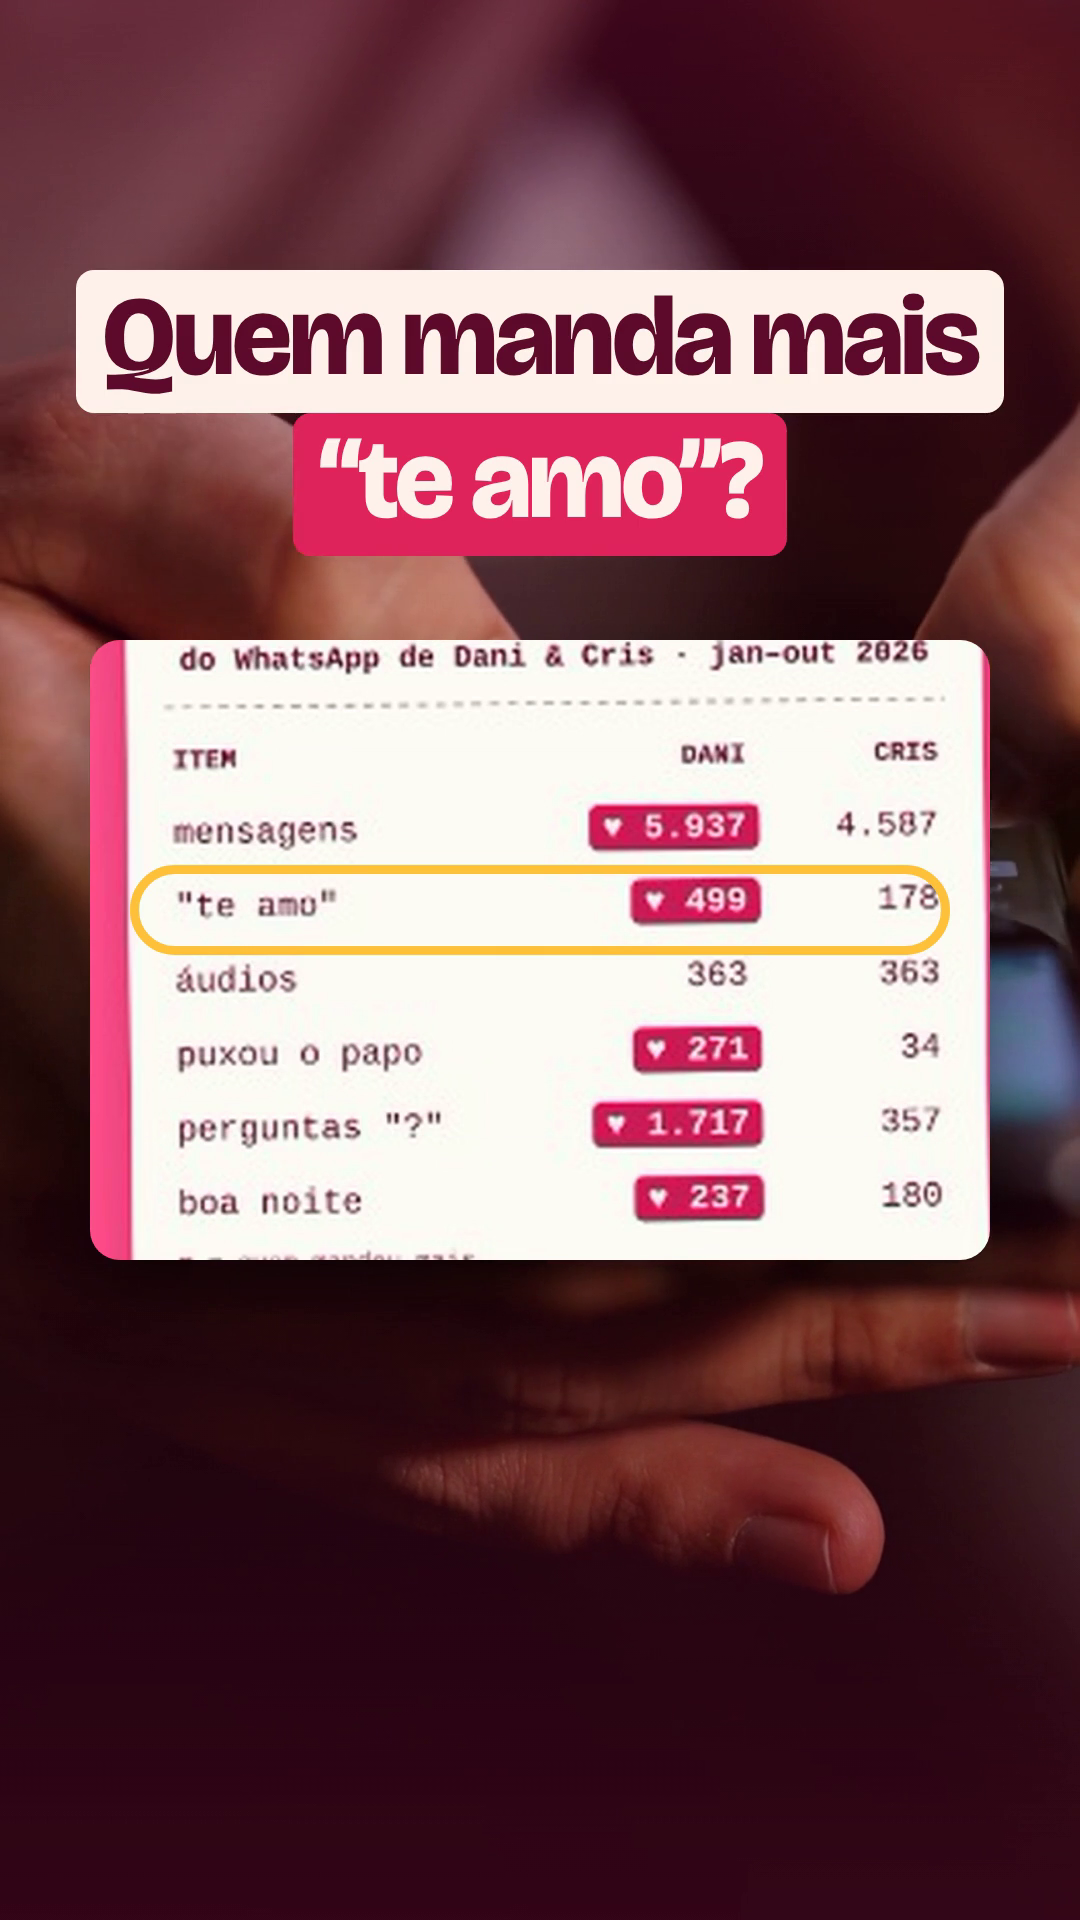 Quem manda mais
“te amo”?
do WhatsApp de Dani & Cris · jan-out 2026
ITEM DANI CRIS
mensagens ♥ 5.937 4.587
"te amo" ♥ 499 178
áudios 363 363
puxou o papo ♥ 271 34
perguntas "?" ♥ 1.717 357
boa noite ♥ 237 180